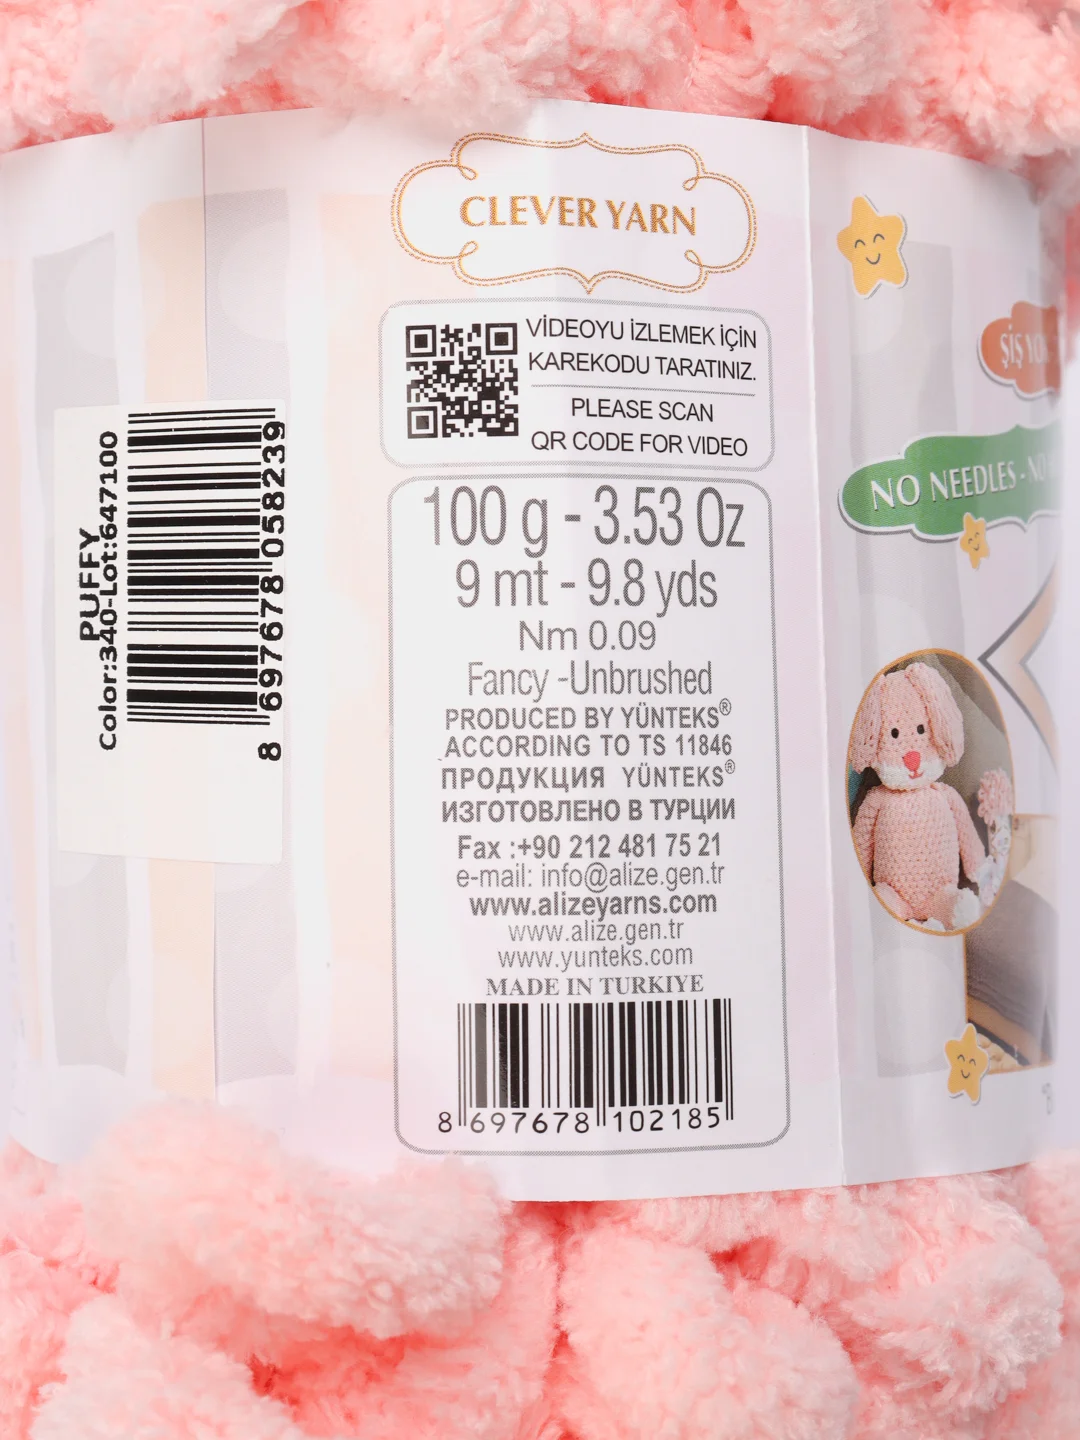 CLEVER YARN
VİDEOYU İZLEMEK İÇİN
KAREKODU TARATINIZ.
PLEASE SCAN
QR CODE FOR VIDEO
100 g - 3.53 Oz
9 mt - 9.8 yds
Nm 0.09
Fancy -Unbrushed
PRODUCED BY YÜNTEKS®
ACCORDING TO TS 11846
ПРОДУКЦИЯ YÜNTEKS®
ИЗГОТОВЛЕНО В ТУРЦИИ
Fax :+90 212 481 75 21
e-mail: info@alize.gen.tr
www.alizeyarns.com
www.alize.gen.tr
www.yunteks.com
MADE IN TURKIYE
8 697678 102185
PUFFY
Color:340-Lot:647100
8 697678 058239
ŞİŞ
NO NEEDLES - NO